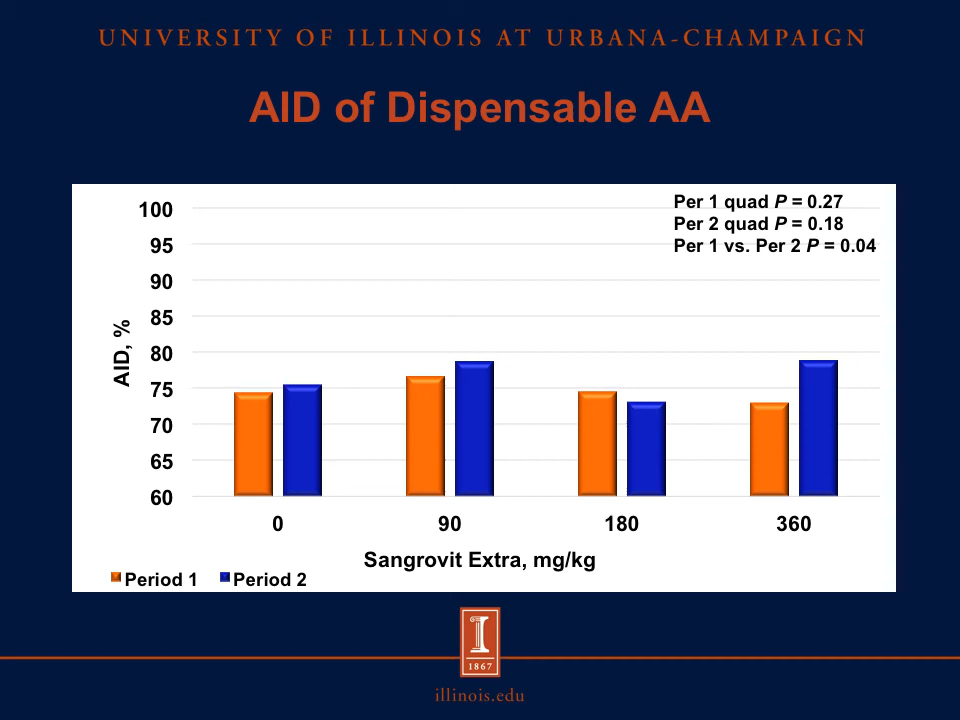 UNIVERSITY OF ILLINOIS AT URBANA-CHAMPAIGN
AID of Dispensable AA
Per 1 quad P = 0.27
Per 2 quad P = 0.18
Per 1 vs. Per 2 P = 0.04
100
95
90
85
80
75
70
65
60
AID, %
0 90 180 360
Sangrovit Extra, mg/kg
Period 1 Period 2
I
1867
illinois.edu